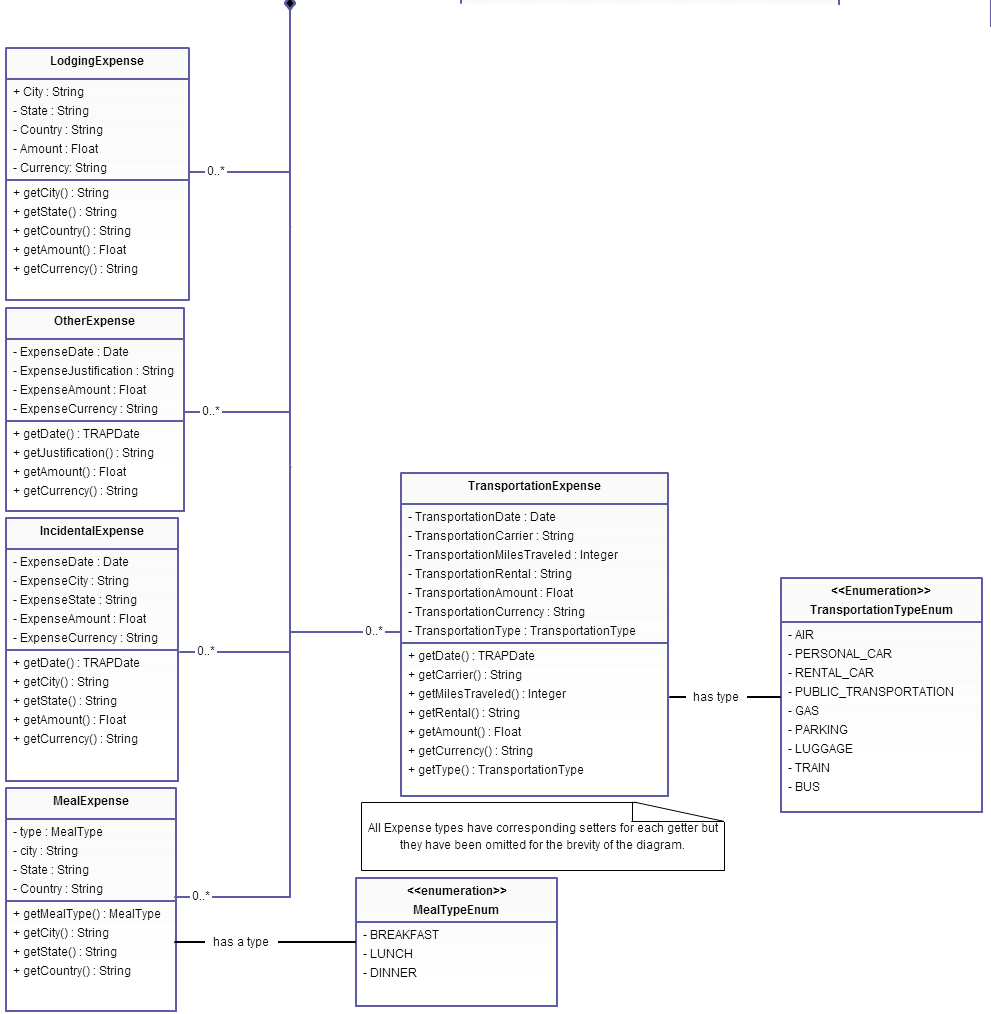 LodgingExpense
+ City : String
- State : String
- Country : String
- Amount : Float
- Currency: String
+ getCity() : String
+ getState() : String
+ getCountry() : String
+ getAmount() : Float
+ getCurrency() : String
0..*
OtherExpense
- ExpenseDate : Date
- ExpenseJustification : String
- ExpenseAmount : Float
- ExpenseCurrency : String
+ getDate() : TRAPDate
+ getJustification() : String
+ getAmount() : Float
+ getCurrency() : String
0..*
IncidentalExpense
- ExpenseDate : Date
- ExpenseCity : String
- ExpenseState : String
- ExpenseAmount : Float
- ExpenseCurrency : String
+ getDate() : TRAPDate
+ getCity() : String
+ getState() : String
+ getAmount() : Float
+ getCurrency() : String
0..*
TransportationExpense
- TransportationDate : Date
- TransportationCarrier : String
- TransportationMilesTraveled : Integer
- TransportationRental : String
- TransportationAmount : Float
- TransportationCurrency : String
- TransportationType : TransportationType
+ getDate() : TRAPDate
+ getCarrier() : String
+ getMilesTraveled() : Integer
+ getRental() : String
+ getAmount() : Float
+ getCurrency() : String
+ getType() : TransportationType
0..*
has type
<<Enumeration>>
TransportationTypeEnum
- AIR
- PERSONAL_CAR
- RENTAL_CAR
- PUBLIC_TRANSPORTATION
- GAS
- PARKING
- LUGGAGE
- TRAIN
- BUS
All Expense types have corresponding setters for each getter but
they have been omitted for the brevity of the diagram.
MealExpense
- type : MealType
- city : String
- State : String
- Country : String
+ getMealType() : MealType
+ getCity() : String
+ getState() : String
+ getCountry() : String
0..*
has a type
<<enumeration>>
MealTypeEnum
- BREAKFAST
- LUNCH
- DINNER